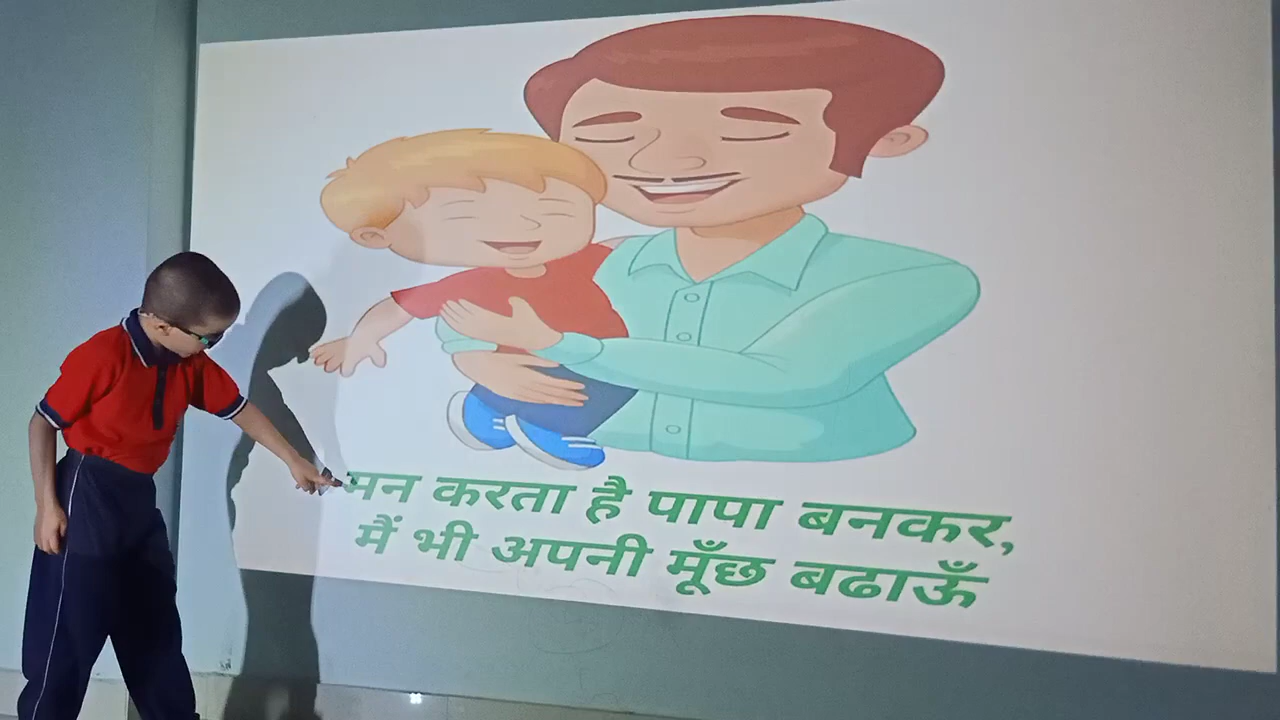 मन करता है पापा बनकर,
मैं भी अपनी मूँछ बढाऊँ